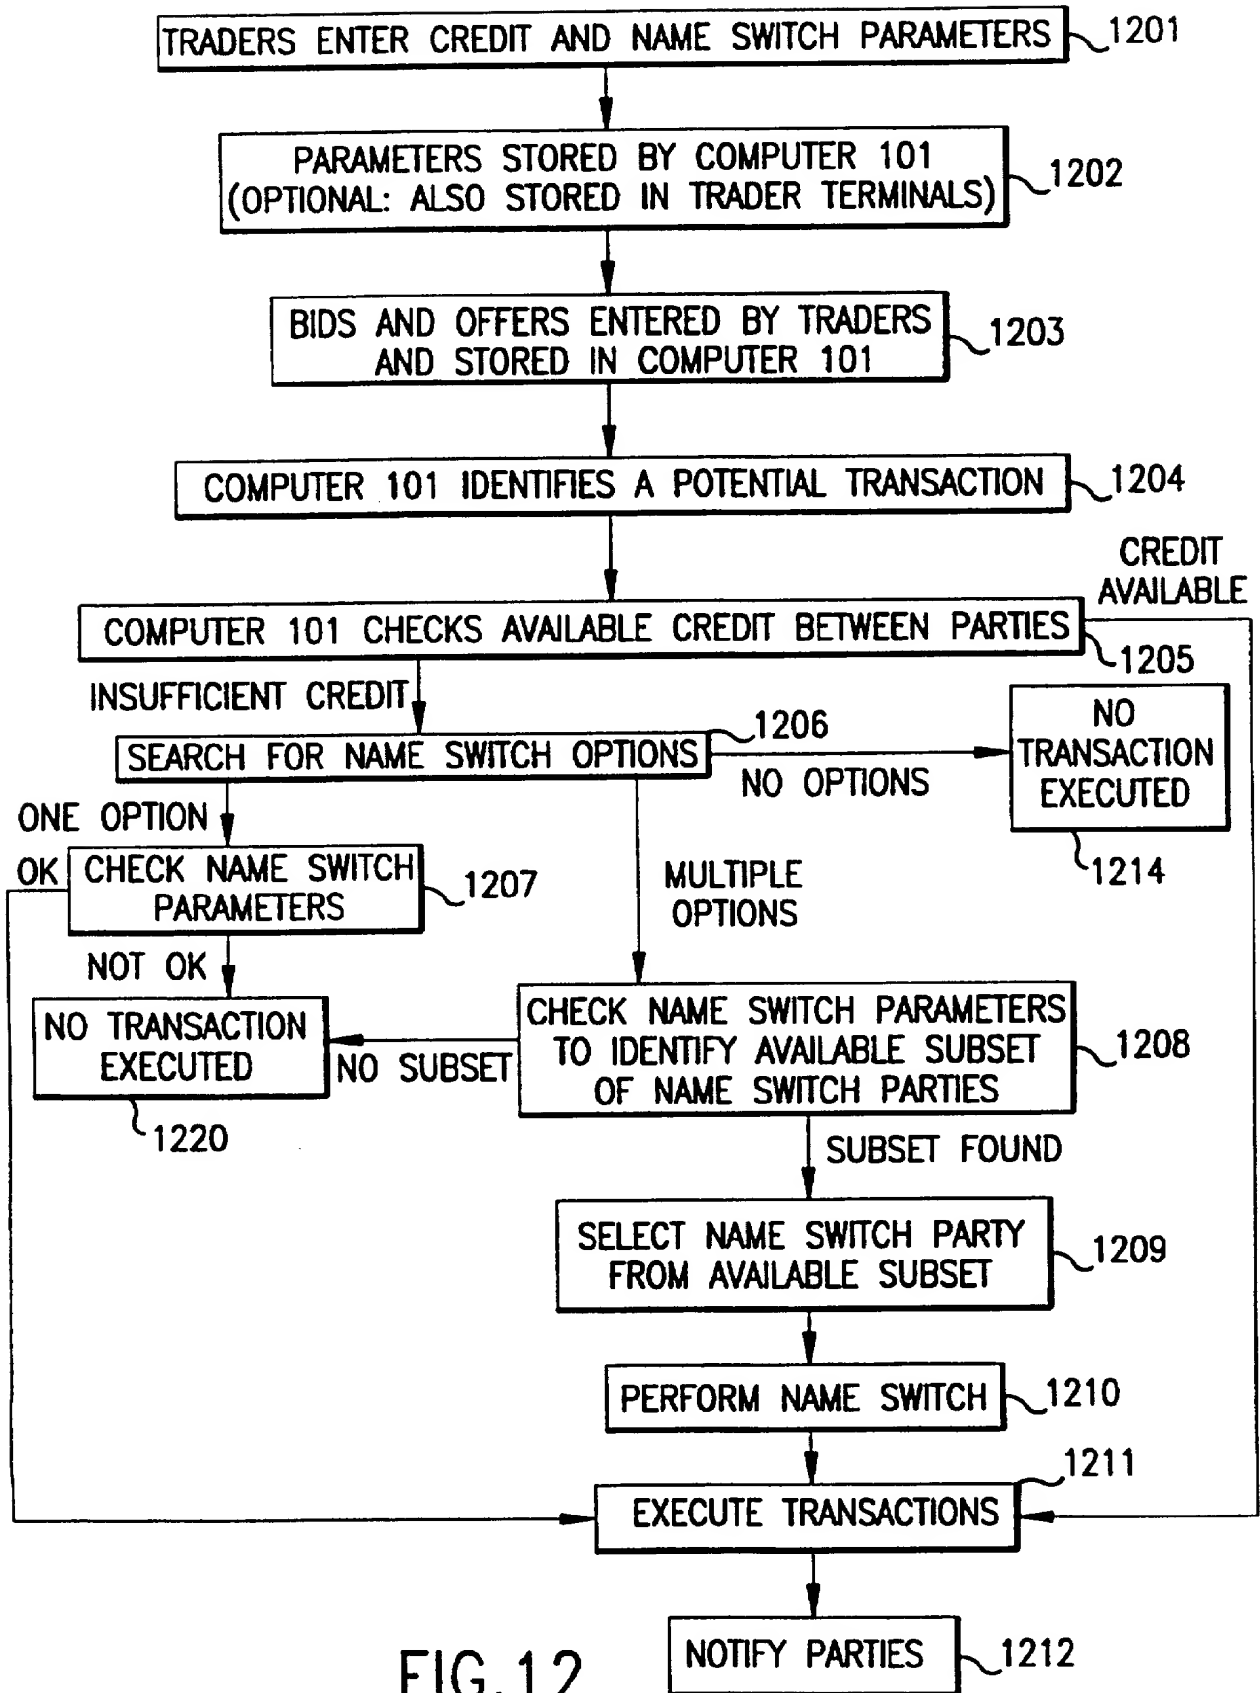 TRADERS ENTER CREDIT AND NAME SWITCH PARAMETERS
1201
PARAMETERS STORED BY COMPUTER 101
(OPTIONAL: ALSO STORED IN TRADER TERMINALS)
1202
BIDS AND OFFERS ENTERED BY TRADERS
AND STORED IN COMPUTER 101
1203
COMPUTER 101 IDENTIFIES A POTENTIAL TRANSACTION
1204
CREDIT
AVAILABLE
COMPUTER 101 CHECKS AVAILABLE CREDIT BETWEEN PARTIES
1205
INSUFFICIENT CREDIT
SEARCH FOR NAME SWITCH OPTIONS
1206
NO OPTIONS
NO
TRANSACTION
EXECUTED
1214
ONE OPTION
OK
CHECK NAME SWITCH
PARAMETERS
1207
MULTIPLE
OPTIONS
NOT OK
NO TRANSACTION
EXECUTED
1220
NO SUBSET
CHECK NAME SWITCH PARAMETERS
TO IDENTIFY AVAILABLE SUBSET
OF NAME SWITCH PARTIES
1208
SUBSET FOUND
SELECT NAME SWITCH PARTY
FROM AVAILABLE SUBSET
1209
PERFORM NAME SWITCH
1210
1211
EXECUTE TRANSACTIONS
NOTIFY PARTIES
1212
FIG.12